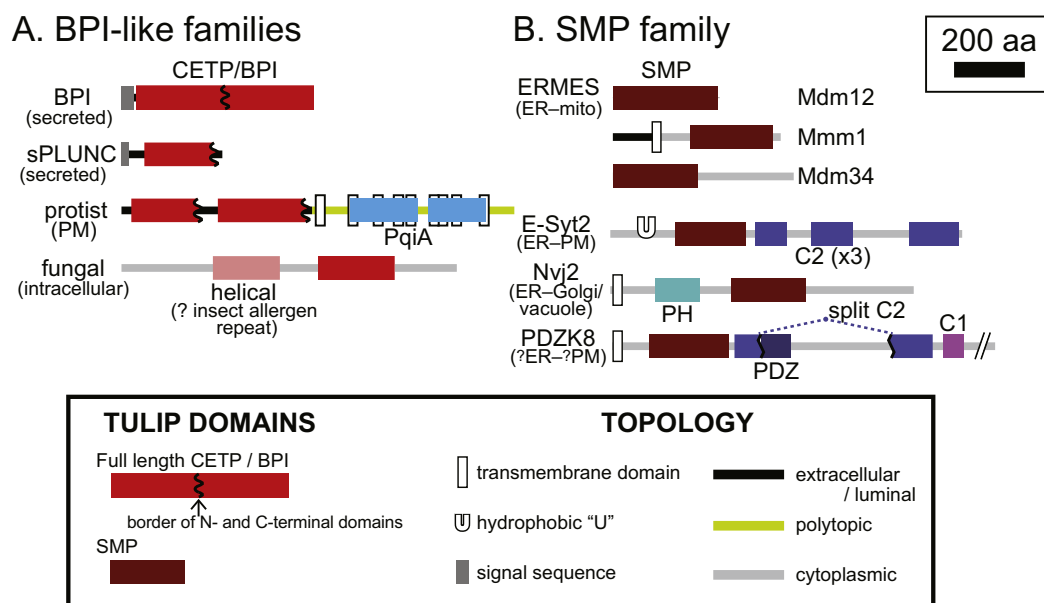 A. BPI-like families
CETP/BPI
BPI
(secreted)
sPLUNC
(secreted)
protist
(PM)
PqiA
fungal
(intracellular)
helical
(? insect allergen
repeat)
B. SMP family
200 aa
SMP
ERMES
(ER–mito)
Mdm12
Mmm1
Mdm34
E-Syt2
(ER–PM)
C2 (x3)
Nvj2
(ER–Golgi/
vacuole)
PH
split C2
PDZK8
(?ER–?PM)
PDZ
C1
TULIP DOMAINS
Full length CETP / BPI
border of N- and C-terminal domains
SMP
TOPOLOGY
transmembrane domain
hydrophobic “U”
signal sequence
extracellular
/ luminal
polytopic
cytoplasmic